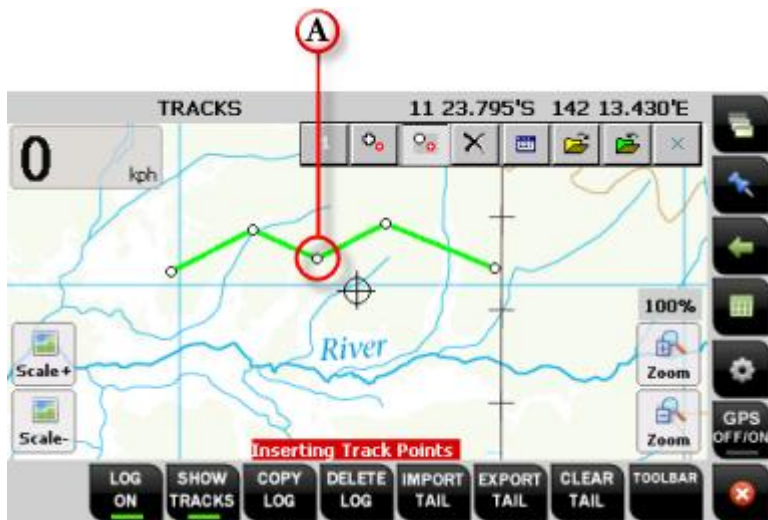 A
TRACKS 11 23.795'S 142 13.430'E
0
kph
100%
River
Scale+
Zoom
Scale-
Zoom
GPS
OFF/ON
Inserting Track Points
LOG
ON
SHOW
TRACKS
COPY
LOG
DELETE
LOG
IMPORT
TAIL
EXPORT
TAIL
CLEAR
TAIL
TOOLBAR